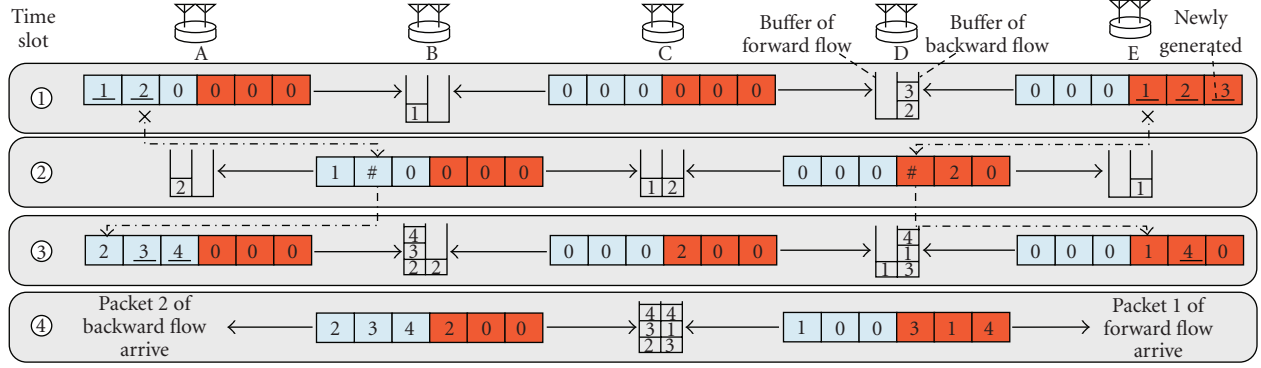 Time
slot
A
B
C
D
E
Buffer of
forward flow
Buffer of
backward flow
Newly
generated
1
1 2 0 0 0 0
1
0 0 0 0 0 0
3
2
0 0 0 1 2 3
2
2
1 # 0 0 0 0
1 2
0 0 0 # 2 0
1
3
2 3 4 0 0 0
4
3
2 2
0 0 0 2 0 0
4
1
1 3
0 0 0 1 4 0
4
Packet 2 of
backward flow
arrive
2 3 4 2 0 0
4 4
3 1
2 3
1 0 0 3 1 4
Packet 1 of
forward flow
arrive